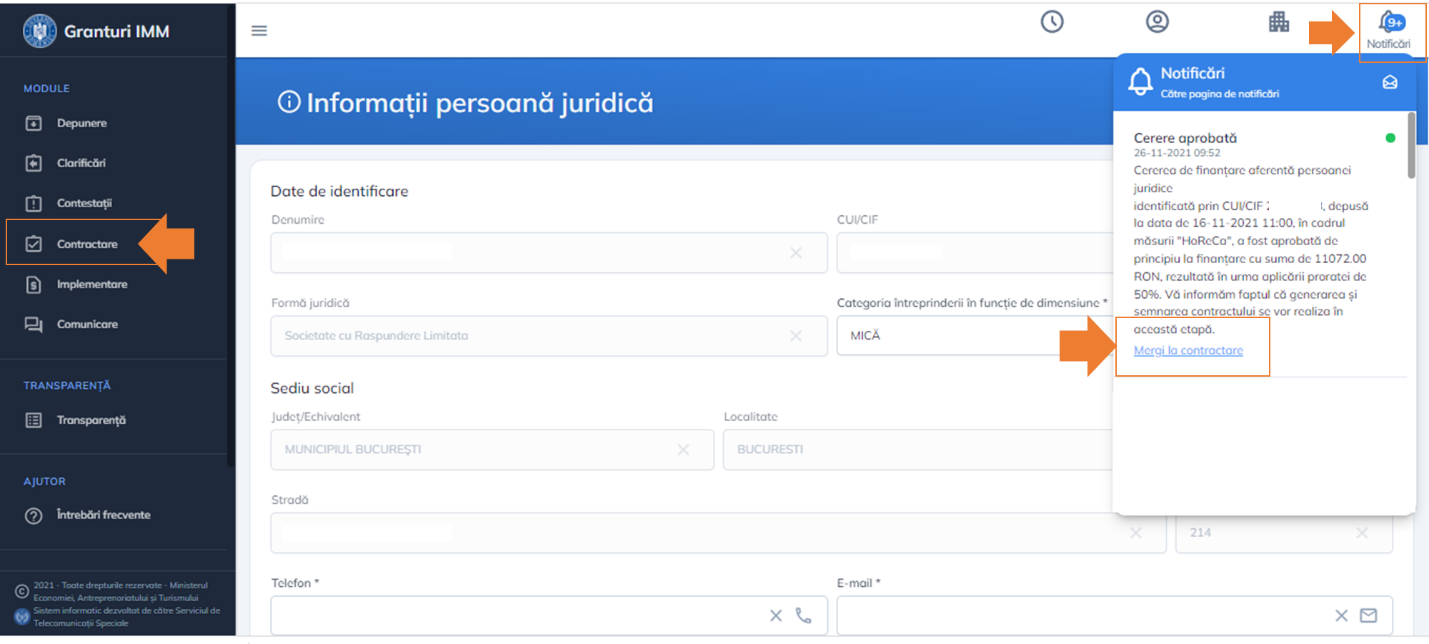 Granturi IMM
MODULE
Depunere
Clarificări
Contestații
Contractare
Implementare
Comunicare
TRANSPARENȚĂ
Transparență
AJUTOR
Întrebări frecvente
2021 - Toate drepturile rezervate - Ministerul
Economiei, Antreprenoriatului și Turismului
Sistem informatic dezvoltat de către Serviciul de
Telecomunicații Speciale
9+
Notificări
Informații persoană juridică
Date de identificare
Denumire
CUI/CIF
Formă juridică
Societate cu Raspundere Limitata
Categoria întreprinderii în funcție de dimensiune *
MICĂ
Sediu social
Județ/Echivalent
MUNICIPIUL BUCUREŞTI
Localitate
BUCURESTI
Stradă
214
Telefon *
E-mail *
Notificări
Către pagina de notificări
Cerere aprobată
26-11-2021 09:52
Cererea de finanțare aferentă persoanei
juridice
identificată prin CUI/CIF , depusă
la data de 16-11-2021 11:00, în cadrul
măsurii "HoReCa", a fost aprobată de
principiu la finanțare cu suma de 11072.00
RON, rezultată în urma aplicării proratei de
50%. Vă informăm faptul că generarea și
semnarea contractului se vor realiza în
această etapă.
Mergi la contractare